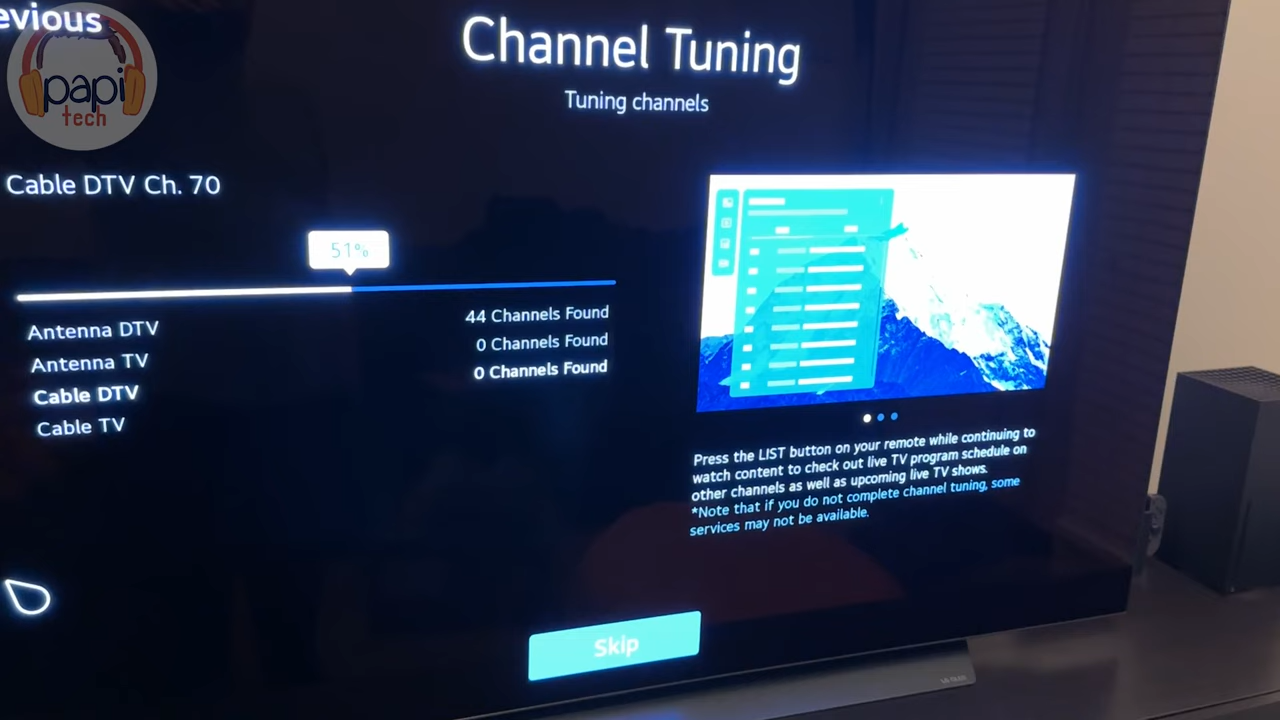 evious
papi
tech
Channel Tuning
Tuning channels
Cable DTV Ch. 70
51%
Antenna DTV 44 Channels Found
Antenna TV 0 Channels Found
Cable DTV 0 Channels Found
Cable TV
Press the LIST button on your remote while continuing to
watch content to check out live TV program schedule on
other channels as well as upcoming live TV shows.
*Note that if you do not complete channel tuning, some
services may not be available.
Skip
LG OLED